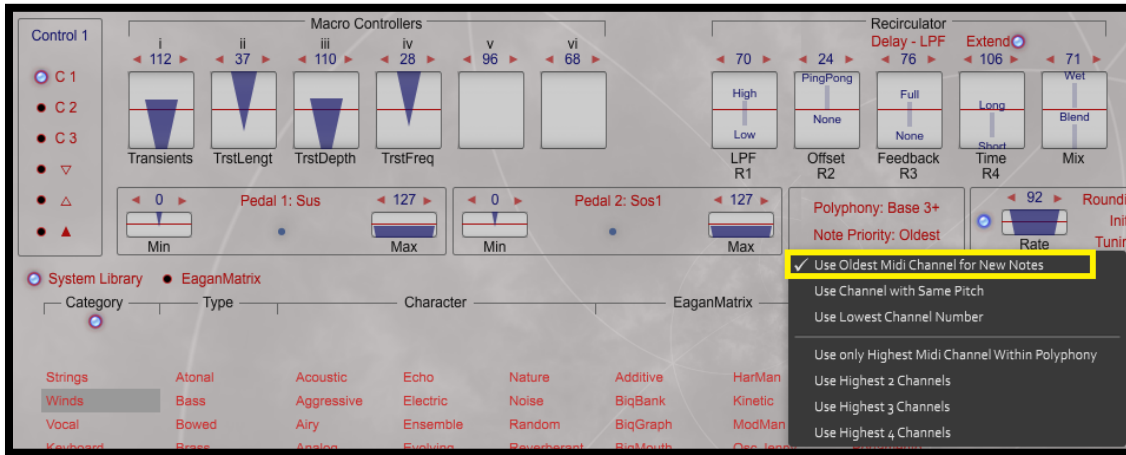 Control 1
C 1
C 2
C 3
Macro Controllers
i ii iii iv v vi
112 37 110 28 96 68
Transients TrstLengt TrstDepth TrstFreq
Recirculator
Delay - LPF Extend
70 24 76 106 71
High PingPong Full Long Wet
Low None None Short Blend
LPF Offset Feedback Time Mix
R1 R2 R3 R4
0 Pedal 1: Sus 127
Min Max
0 Pedal 2: Sos1 127
Min Max
Polyphony: Base 3+
Note Priority: Oldest
92
Rate
Use Oldest Midi Channel for New Notes
Use Channel with Same Pitch
Use Lowest Channel Number
Use only Highest Midi Channel Within Polyphony
Use Highest 2 Channels
Use Highest 3 Channels
Use Highest 4 Channels
System Library EaganMatrix
Category Type Character EaganMatrix
Strings Atonal Acoustic Echo Nature Additive HarMan
Winds Bass Aggressive Electric Noise BiqBank Kinetic
Vocal Bowed Airy Ensemble Random BiqGraph ModMan
Keyboard Brass Analog Evolving Reverberant BiqMouth